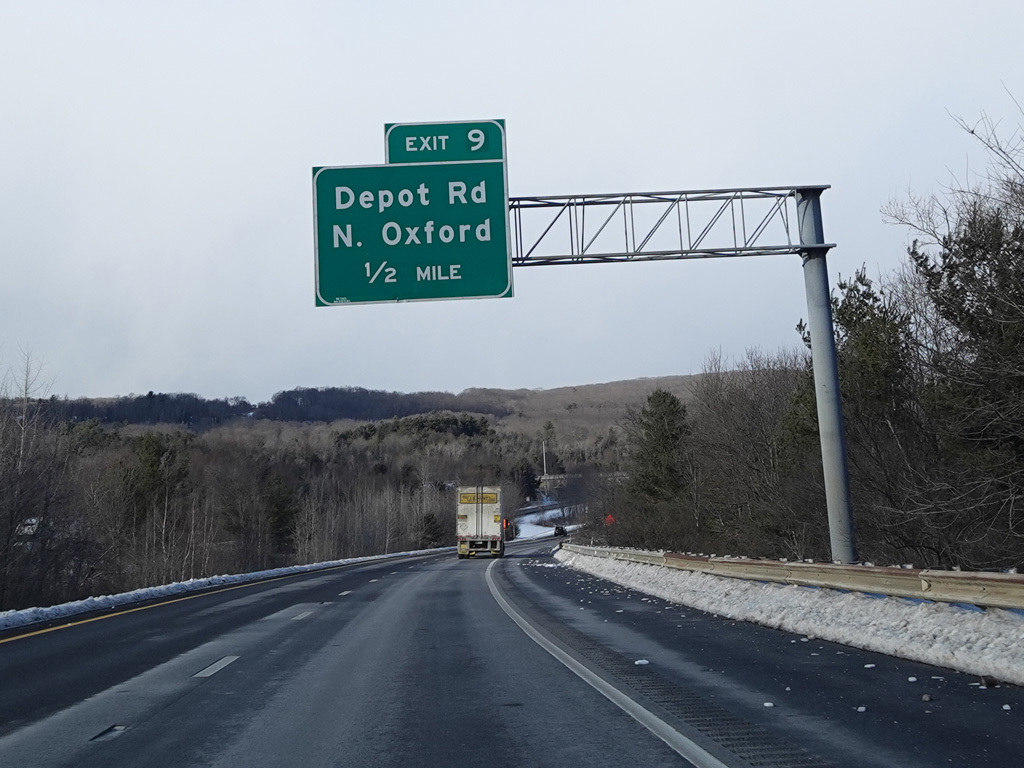 EXIT 9
Depot Rd
N. Oxford
1/2 MILE